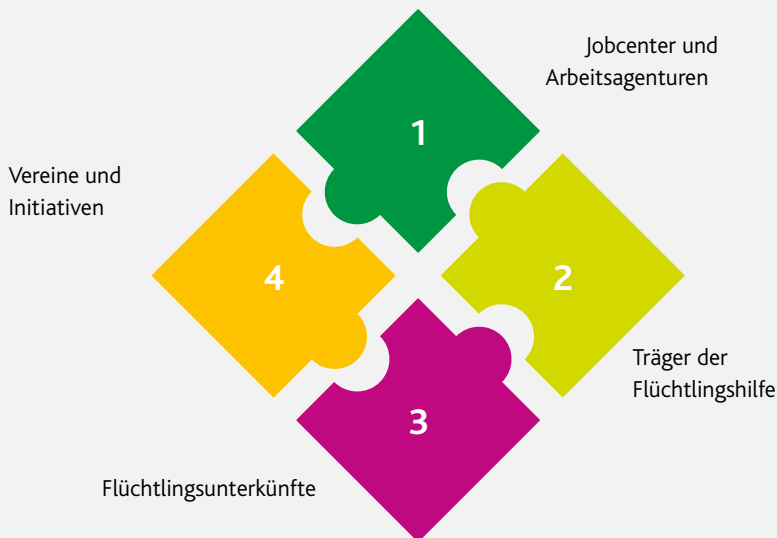 Jobcenter und
Arbeitsagenturen
1
Vereine und
Initiativen
4
2
Träger der
Flüchtlingshilfe
3
Flüchtlingsunterkünfte